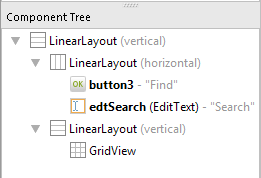 Component Tree
LinearLayout (vertical)
LinearLayout (horizontal)
OK button3 - "Find"
edtSearch (EditText) - "Search"
LinearLayout (vertical)
GridView